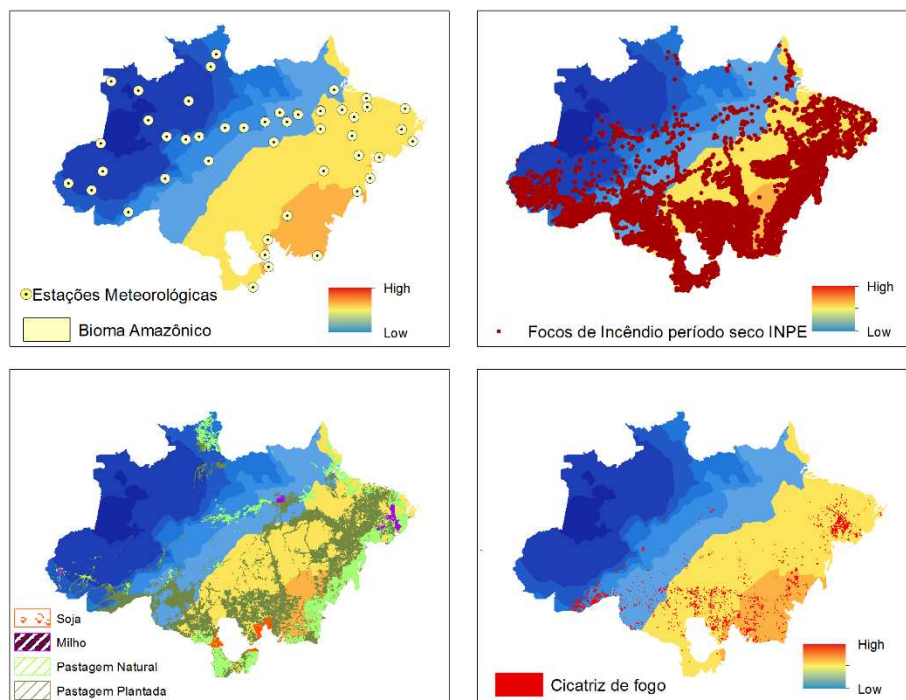 Estações Meteorológicas
High
Low
Bioma Amazônico
High
Low
Focos de Incêndio período seco INPE
Soja
Milho
Pastagem Natural
Pastagem Plantada
High
Low
Cicatriz de fogo